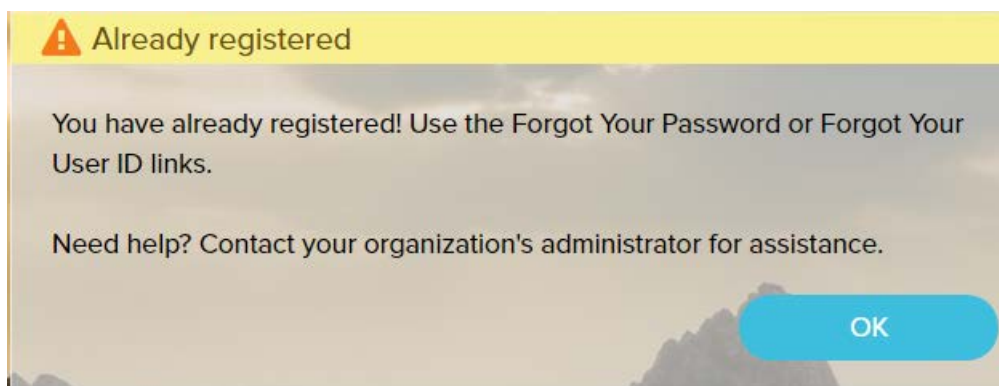 Already registered
You have already registered! Use the Forgot Your Password or Forgot Your
User ID links.
Need help? Contact your organization's administrator for assistance.
OK